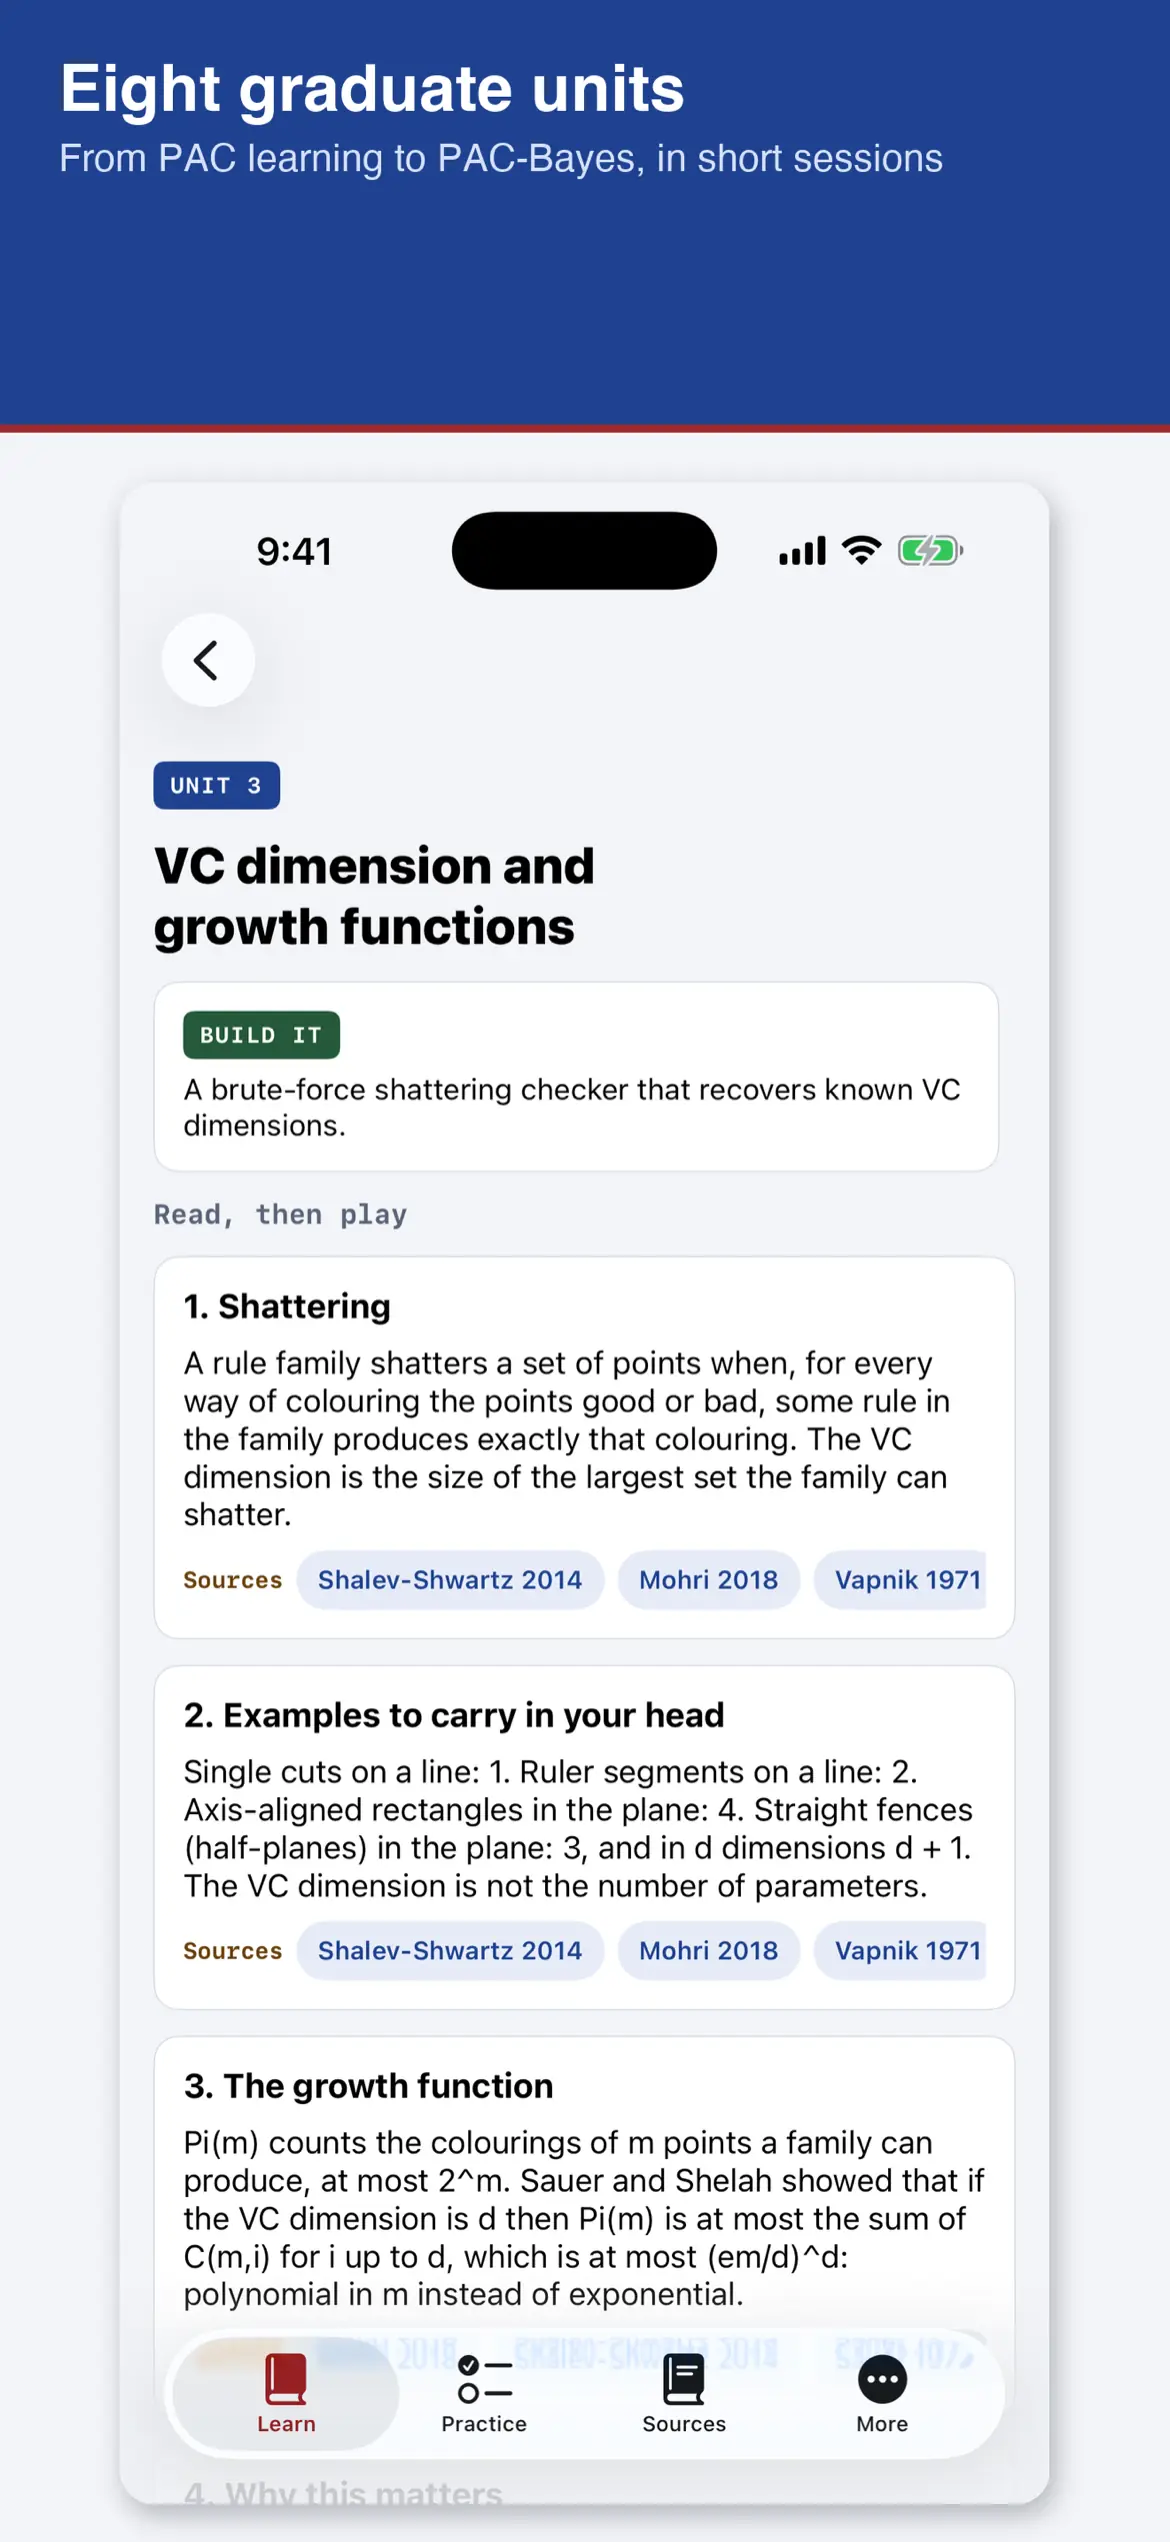 Eight graduate units
From PAC learning to PAC-Bayes, in short sessions
9:41
UNIT 3
VC dimension and
growth functions
BUILD IT
A brute-force shattering checker that recovers known VC
dimensions.
Read, then play
1. Shattering
A rule family shatters a set of points when, for every
way of colouring the points good or bad, some rule in
the family produces exactly that colouring. The VC
dimension is the size of the largest set the family can
shatter.
Sources Shalev-Shwartz 2014 Mohri 2018 Vapnik 1971
2. Examples to carry in your head
Single cuts on a line: 1. Ruler segments on a line: 2.
Axis-aligned rectangles in the plane: 4. Straight fences
(half-planes) in the plane: 3, and in d dimensions d + 1.
The VC dimension is not the number of parameters.
Sources Shalev-Shwartz 2014 Mohri 2018 Vapnik 1971
3. The growth function
Pi(m) counts the colourings of m points a family can
produce, at most 2^m. Sauer and Shelah showed that if
the VC dimension is d then Pi(m) is at most the sum of
C(m,i) for i up to d, which is at most (em/d)^d:
polynomial in m instead of exponential.
Learn Practice Sources More
4. Why this matters